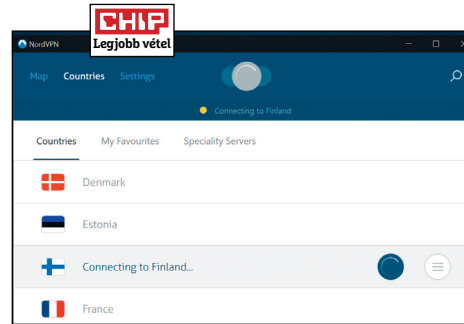 CHIP
Legjobb vétel
NordVPN
Map Countries Settings
Connecting to Finland
Countries My Favourites Speciality Servers
Denmark
Estonia
Connecting to Finland...
France